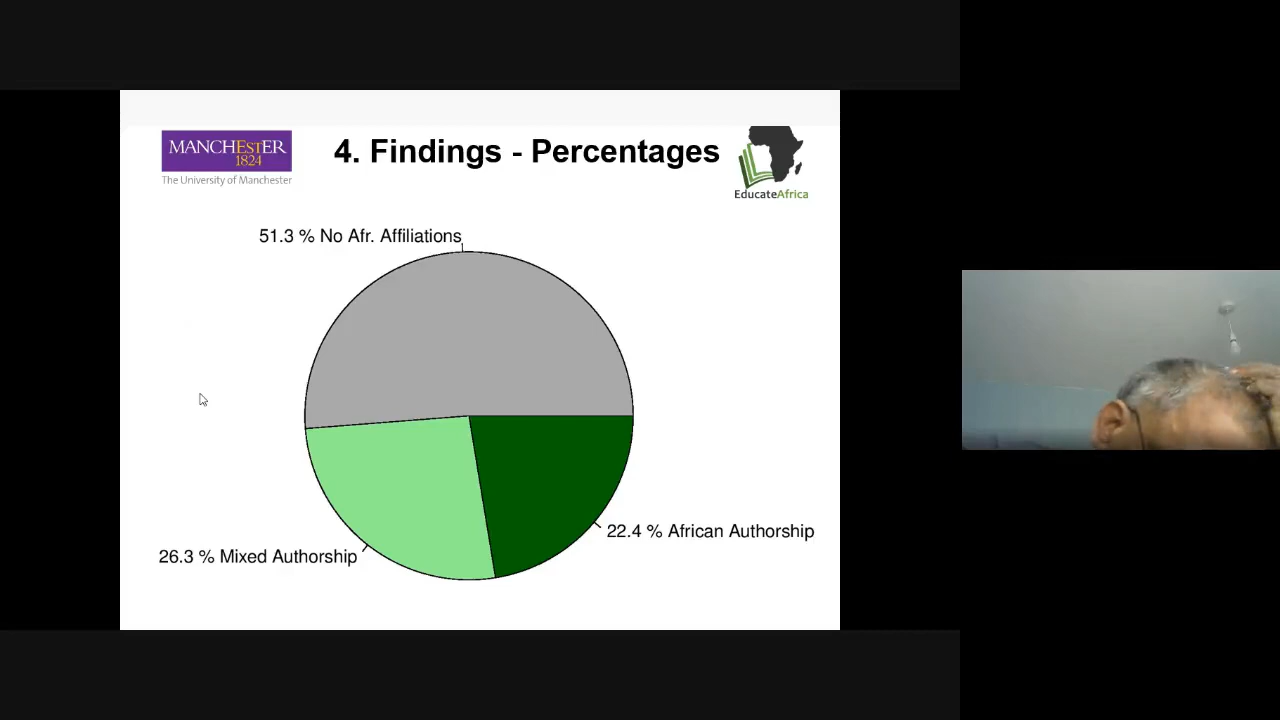 MANCHEstER
1824
The University of Manchester
4. Findings - Percentages
EducateAfrica
51.3 % No Afr. Affiliations
26.3 % Mixed Authorship
22.4 % African Authorship